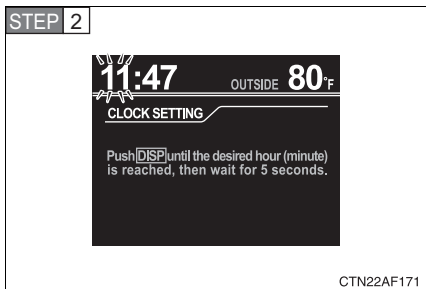 STEP 2
11:47 OUTSIDE 80°F
CLOCK SETTING
Push DISP until the desired hour (minute)
is reached, then wait for 5 seconds.
CTN22AF171